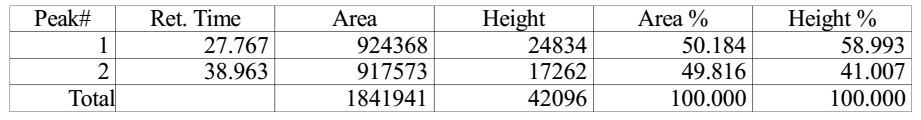 Peak# Ret. Time Area Height Area % Height %
1 27.767 924368 24834 50.184 58.993
2 38.963 917573 17262 49.816 41.007
Total 1841941 42096 100.000 100.000